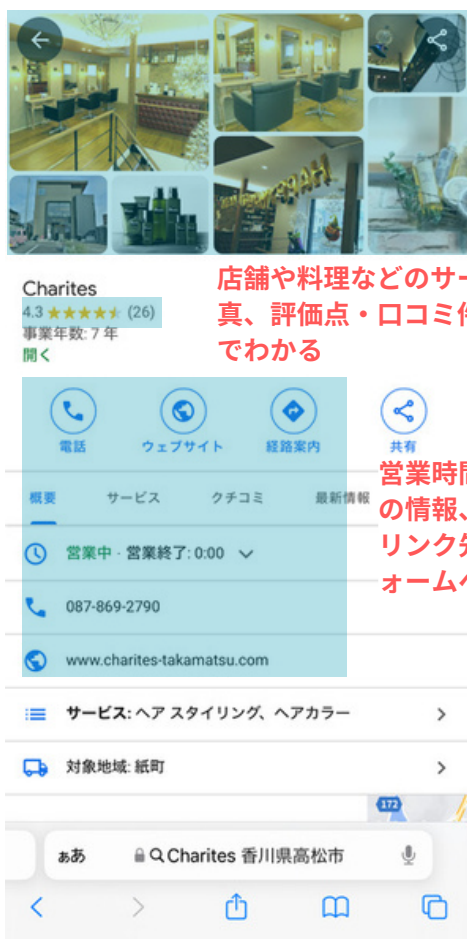 Charites
4.3 ★★★★★ (26)
事業年数: 7 年
開く
店舗や料理などのサー
真、評価点・口コミ
でわかる
電話 ウェブサイト 経路案内 共有
概要 サービス クチコミ 最新情報
営業時
の情報、
リンク先
ォーム
営業中 · 営業終了: 0:00
087-869-2790
www.charites-takamatsu.com
サービス: ヘア スタイリング、ヘアカラー
対象地域: 紙町
172
ぁあ Charites 香川県高松市